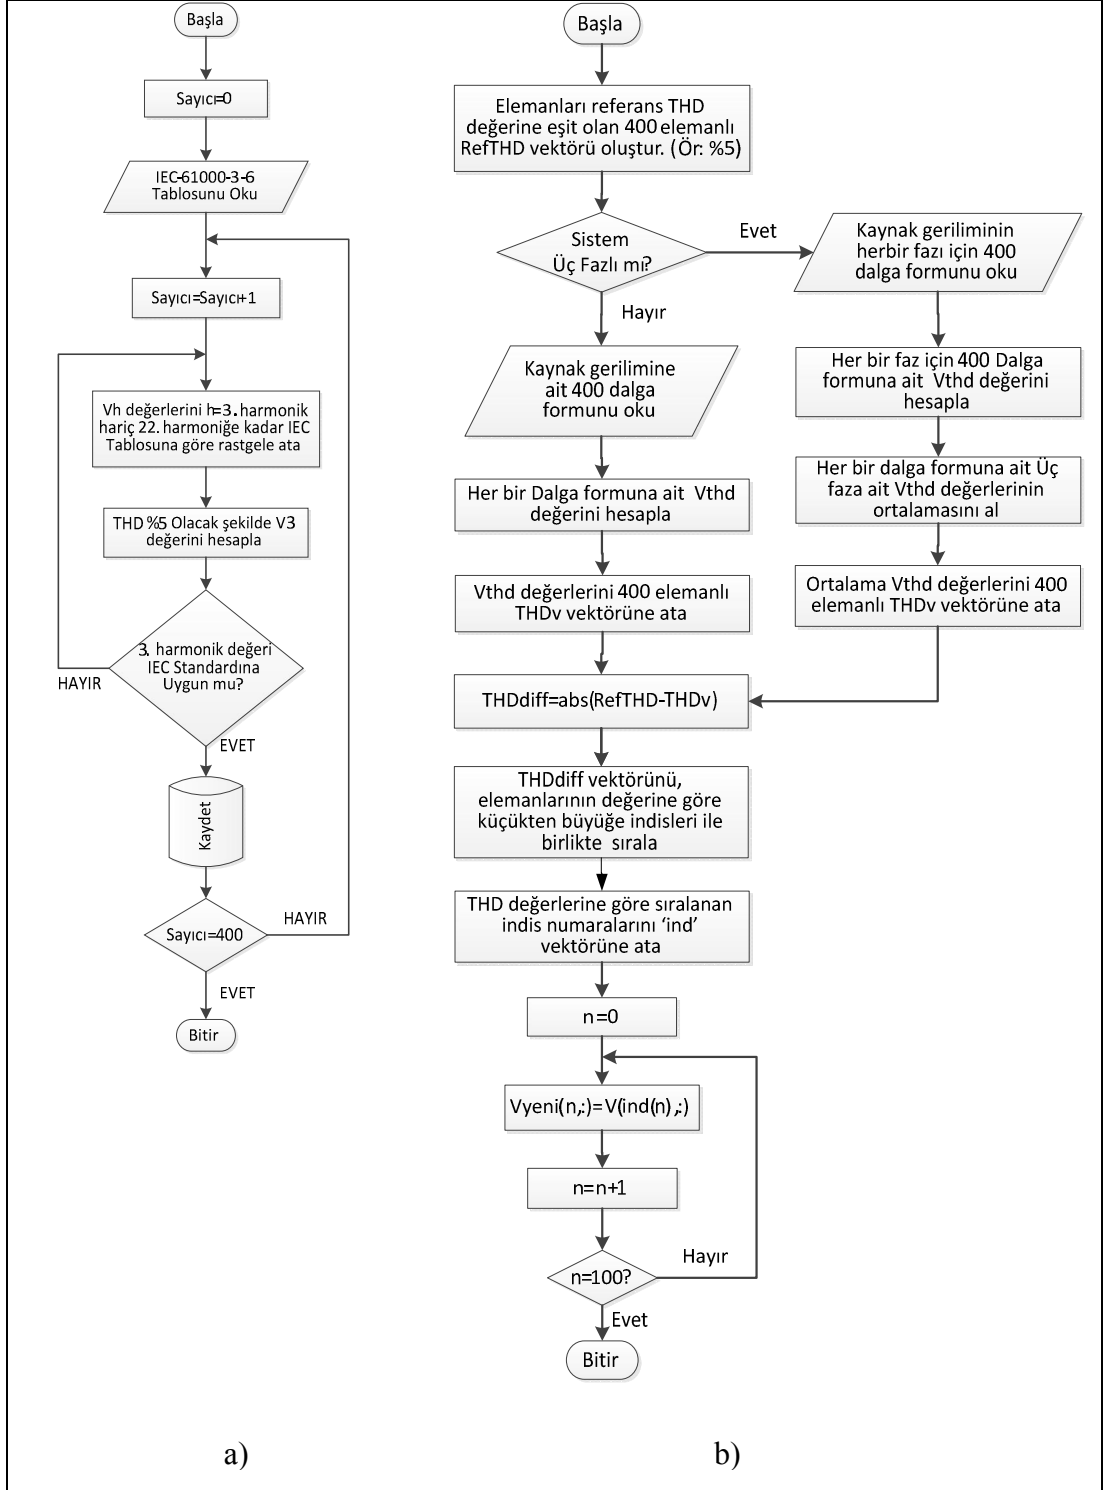 Başla
Sayıcı=0
IEC-61000-3-6
Tablosunu Oku
Sayıcı=Sayıcı+1
Vh değerlerini h=3. harmonik
hariç 22. harmoniğe kadar IEC
Tablosuna göre rastgele ata
THD %5 Olacak şekilde V3
değerini hesapla
3. harmonik değeri
IEC Standardına
Uygun mu?
HAYIR
EVET
Kaydet
Sayıcı=400
HAYIR
EVET
Bitir
a)
Başla
Elemanları referans THD
değerine eşit olan 400 elemanlı
RefTHD vektörü oluştur. (Ör: %5)
Sistem
Üç Fazlı mı?
Evet
Hayır
Kaynak geriliminin
herbir fazı için 400
dalga formunu oku
Her bir faz için 400 Dalga
formuna ait Vthd değerini
hesapla
Her bir dalga formuna ait Üç
faza ait Vthd değerlerinin
ortalamasını al
Ortalama Vthd değerlerini 400
elemanlı THDv vektörüne ata
Kaynak gerilimine
ait 400 dalga
formunu oku
Her bir Dalga formuna ait Vthd
değerini hesapla
Vthd değerlerini 400 elemanlı
THDv vektörüne ata
THDdiff=abs(RefTHD-THDv)
THDdiff vektörünü,
elemanlarının değerine göre
küçükten büyüğe indisleri ile
birlikte sırala
THD değerlerine göre sıralanan
indis numaralarını ‘ind’
vektörüne ata
n=0
Vyeni(n,:)=V(ind(n),:)
n=n+1
n=100?
Hayır
Evet
Bitir
b)